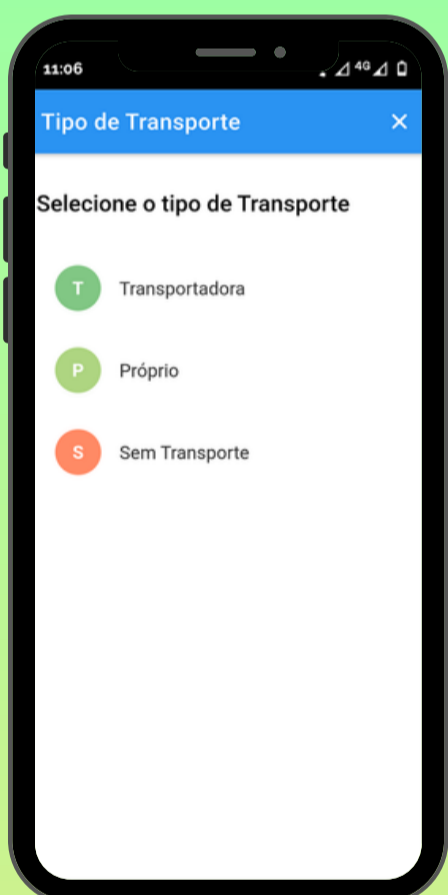 11:06
4G
Tipo de Transporte ×
Selecione o tipo de Transporte
T Transportadora
P Próprio
S Sem Transporte